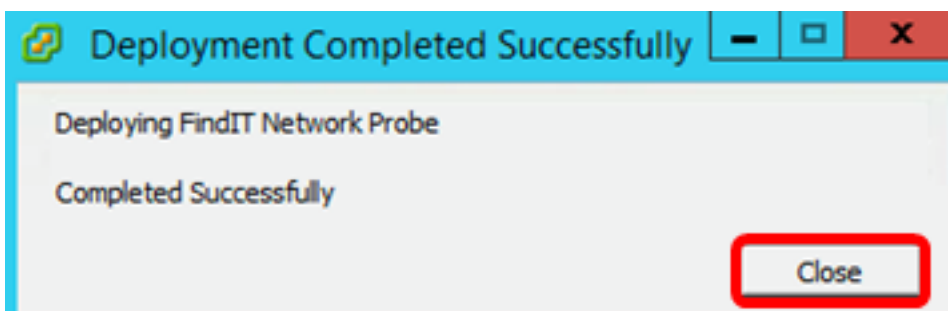 Deployment Completed Successfully
Deploying FindIT Network Probe
Completed Successfully
Close